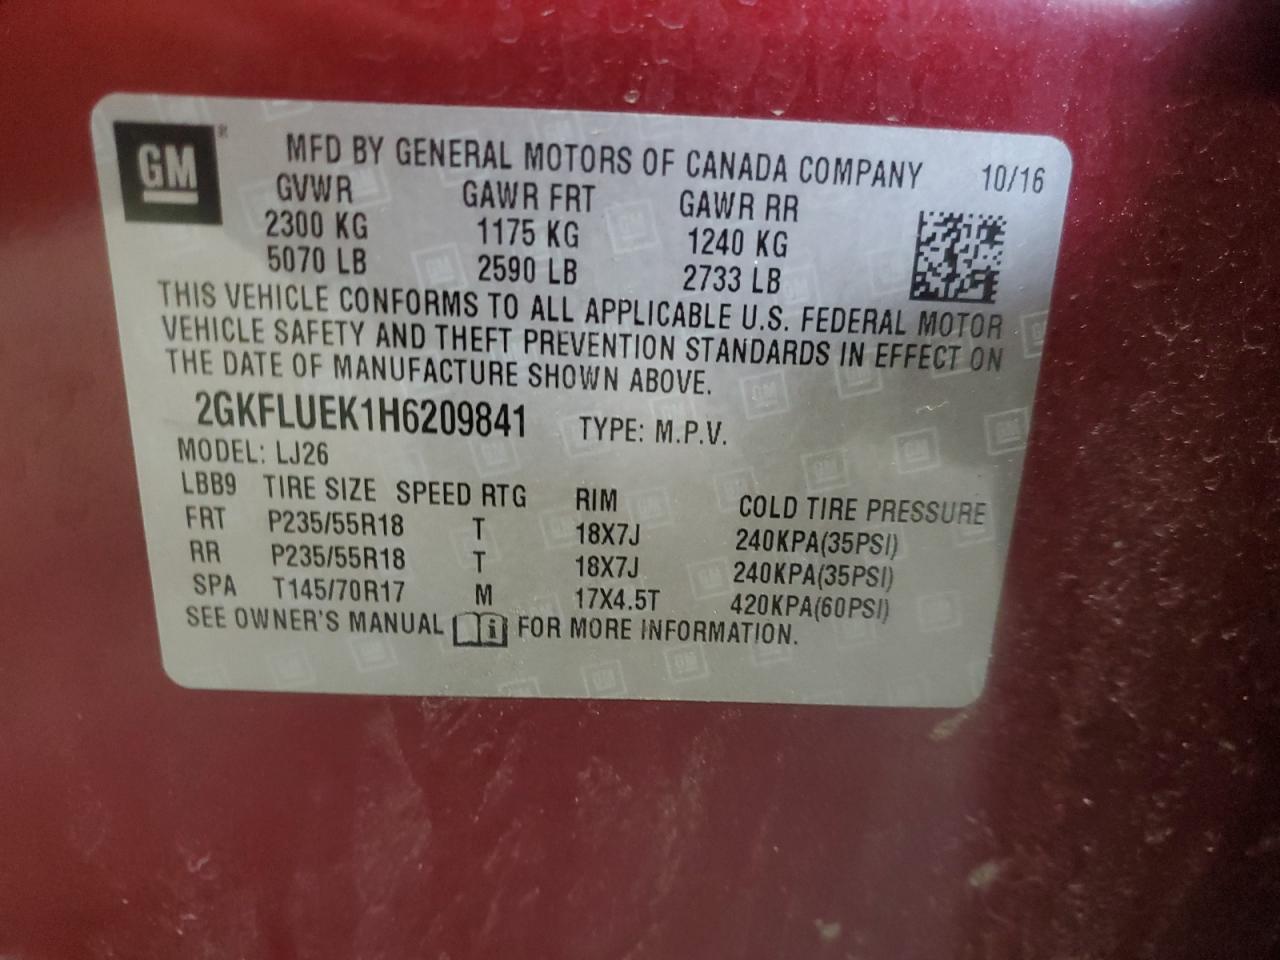 GM ®
MFD BY GENERAL MOTORS OF CANADA COMPANY 10/16
GVWR GAWR FRT GAWR RR
2300 KG 1175 KG 1240 KG
5070 LB 2590 LB 2733 LB
THIS VEHICLE CONFORMS TO ALL APPLICABLE U.S. FEDERAL MOTOR
VEHICLE SAFETY AND THEFT PREVENTION STANDARDS IN EFFECT ON
THE DATE OF MANUFACTURE SHOWN ABOVE.
2GKFLUEK1H6209841 TYPE: M.P.V.
MODEL: LJ26
LBB9 TIRE SIZE SPEED RTG RIM COLD TIRE PRESSURE
FRT P235/55R18 T 18X7J 240KPA(35PSI)
RR P235/55R18 T 18X7J 240KPA(35PSI)
SPA T145/70R17 M 17X4.5T 420KPA(60PSI)
SEE OWNER'S MANUAL i FOR MORE INFORMATION.